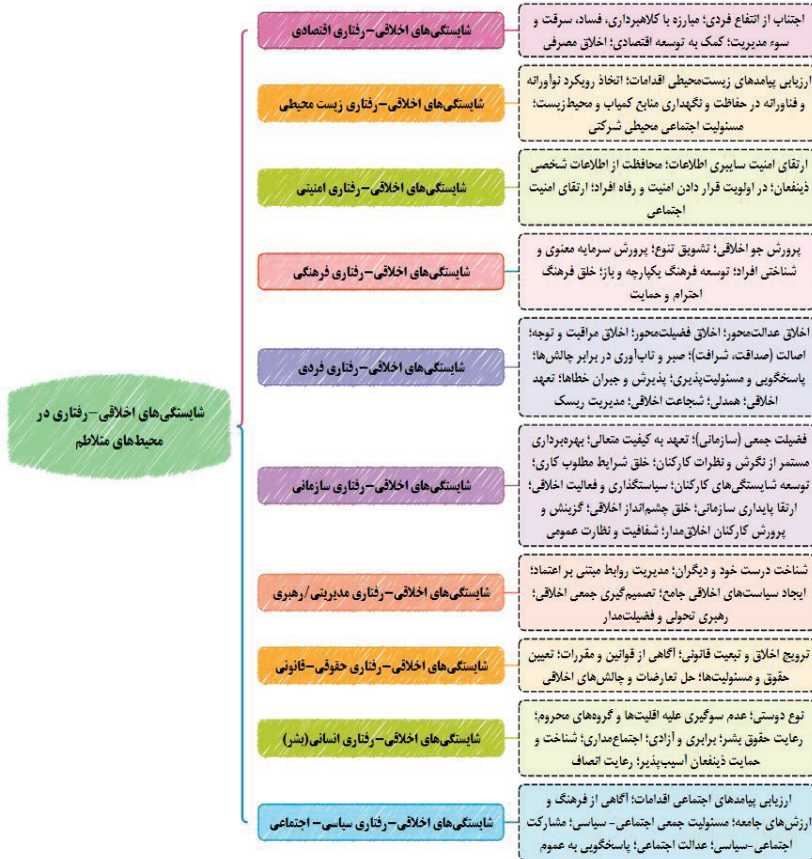 شایستگی‌های اخلاقی-رفتاری در
محیط‌های متلاطم
شایستگی‌های اخلاقی-رفتاری اقتصادی
اجتناب از انتفاع فردی؛ مبارزه با کلاهبرداری، فساد، سرقت و
سوء مدیریت؛ کمک به توسعه اقتصادی؛ اخلاق مصرفی
شایستگی‌های اخلاقی-رفتاری زیست محیطی
ارزیابی پیامدهای زیست‌محیطی اقدامات؛ اتخاذ رویکرد نوآورانه
و فناورانه در حفاظت و نگهداری منابع کمیاب و محیط‌زیست؛
مسئولیت اجتماعی محیطی شرکتی
شایستگی‌های اخلاقی-رفتاری امنیتی
ارتقای امنیت سایبری اطلاعات؛ محافظت از اطلاعات شخصی
ذینفعان؛ در اولویت قرار دادن امنیت و رفاه افراد؛ ارتقای امنیت
اجتماعی
شایستگی‌های اخلاقی-رفتاری فرهنگی
پرورش جو اخلاقی؛ تشویق تنوع؛ پرورش سرمایه معنوی و
شناختی افراد؛ توسعه فرهنگ یکپارچه و باز؛ خلق فرهنگ
احترام و حمایت
شایستگی‌های اخلاقی-رفتاری فردی
اخلاق عدالت‌محور؛ اخلاق فضیلت‌محور؛ اخلاق مراقبت و توجه؛
اصالت (صداقت، شرافت)؛ صبر و تاب‌آوری در برابر چالش‌ها؛
پاسخگویی و مسئولیت‌پذیری؛ پذیرش و جبران خطاها؛ تعهد
اخلاقی؛ همدلی؛ شجاعت اخلاقی؛ مدیریت ریسک
شایستگی‌های اخلاقی-رفتاری سازمانی
فضیلت جمعی (سازمانی)؛ تعهد به کیفیت متعالی؛ بهره‌برداری
مستمر از نگرش و نظرات کارکنان؛ خلق شرایط مطلوب کاری؛
توسعه شایستگی‌های کارکنان؛ سیاستگذاری و فعالیت اخلاقی؛
ارتقا پایداری سازمانی؛ خلق چشم‌انداز اخلاقی؛ گزینش و
پرورش کارکنان اخلاق‌مدار؛ شفافیت و نظارت عمومی
شایستگی‌های اخلاقی-رفتاری مدیریتی/رهبری
شناخت درست خود و دیگران؛ مدیریت روابط مبتنی بر اعتماد؛
ایجاد سیاست‌های اخلاقی جامع؛ تصمیم‌گیری جمعی اخلاقی؛
رهبری تحولی و فضیلت‌مدار
شایستگی‌های اخلاقی-رفتاری حقوقی-قانونی
ترویج اخلاق و تبعیت قانونی؛ آگاهی از قوانین و مقررات؛ تعیین
حقوق و مسئولیت‌ها؛ حل تعارضات و چالش‌های اخلاقی
شایستگی‌های اخلاقی-رفتاری انسانی(بشر)
نوع دوستی؛ عدم سوگیری علیه اقلیت‌ها و گروه‌های محروم؛
رعایت حقوق بشر؛ برابری و آزادی؛ اجتماع‌مداری؛ شناخت و
حمایت ذینفعان آسیب‌پذیر؛ رعایت انصاف
شایستگی‌های اخلاقی-رفتاری سیاسی- اجتماعی
ارزیابی پیامدهای اجتماعی اقدامات؛ آگاهی از فرهنگ و
ارزش‌های جامعه؛ مسئولیت جمعی اجتماعی- سیاسی؛ مشارکت
اجتماعی-سیاسی؛ عدالت اجتماعی؛ پاسخگویی به عموم